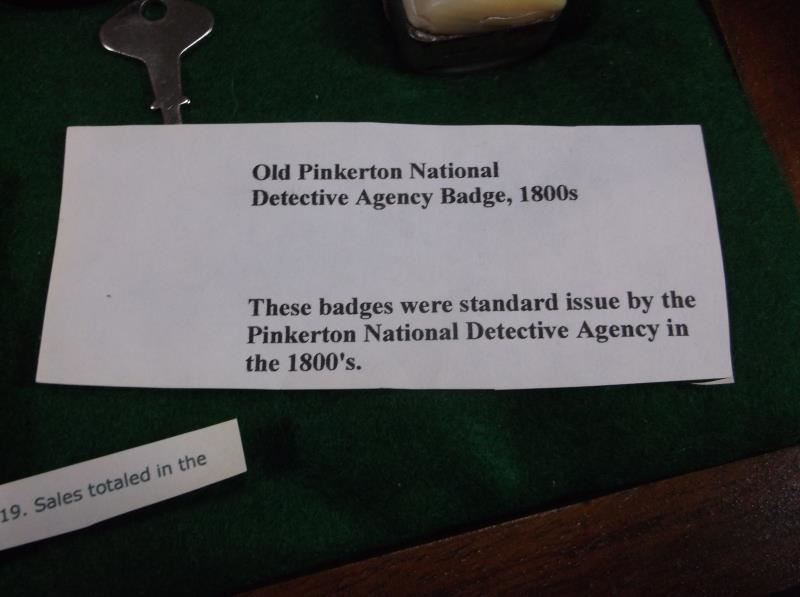 Old Pinkerton National
Detective Agency Badge, 1800s
These badges were standard issue by the
Pinkerton National Detective Agency in
the 1800's.
19. Sales totaled in the